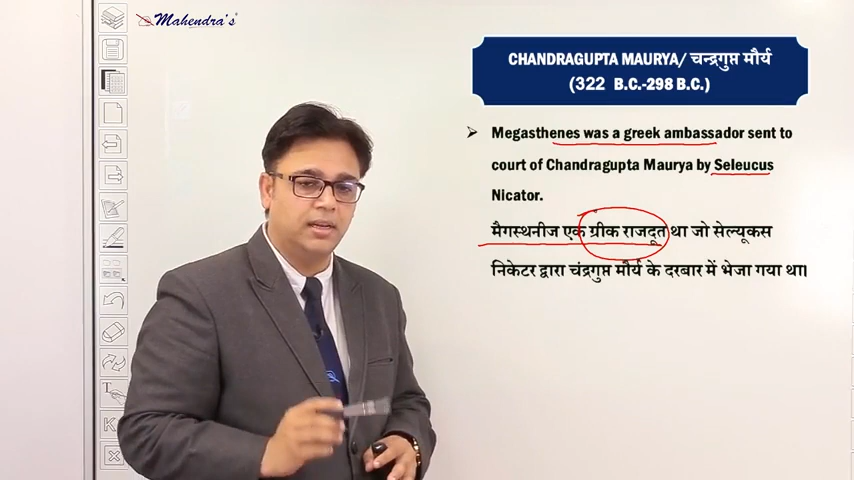 Mahendra's
CHANDRAGUPTA MAURYA/ चन्द्रगुप्त मौर्य
(322 B.C.-298 B.C.)
Megasthenes was a greek ambassador sent to
court of Chandragupta Maurya by Seleucus
Nicator.
मैगस्थनीज एक ग्रीक राजदूत था जो सेल्यूकस
निकेटर द्वारा चंद्रगुप्त मौर्य के दरबार में भेजा गया था।
T
K